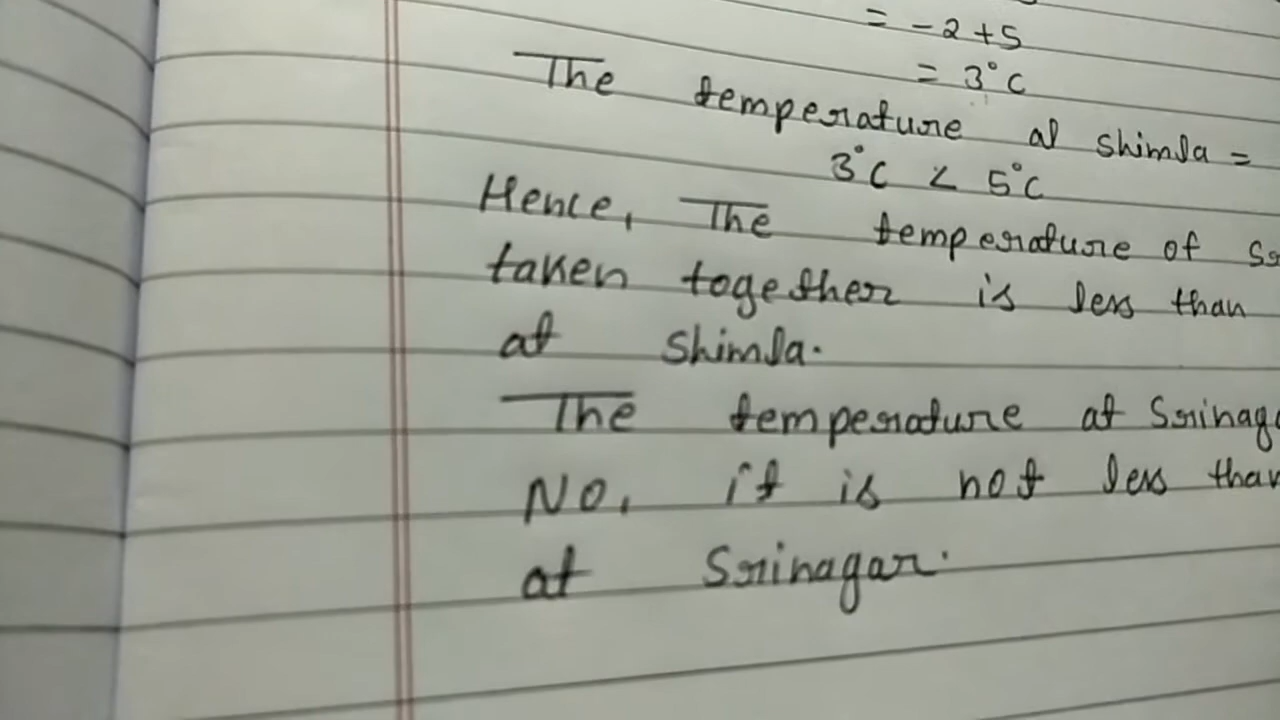 = -2 + 5
= 3°C
The temperature at shimla =
3°C < 5°C
Hence, The temperature of
taken together is less than
at Shimla.
The temperature at Srinag
No, it is not less than
at Srinagar.